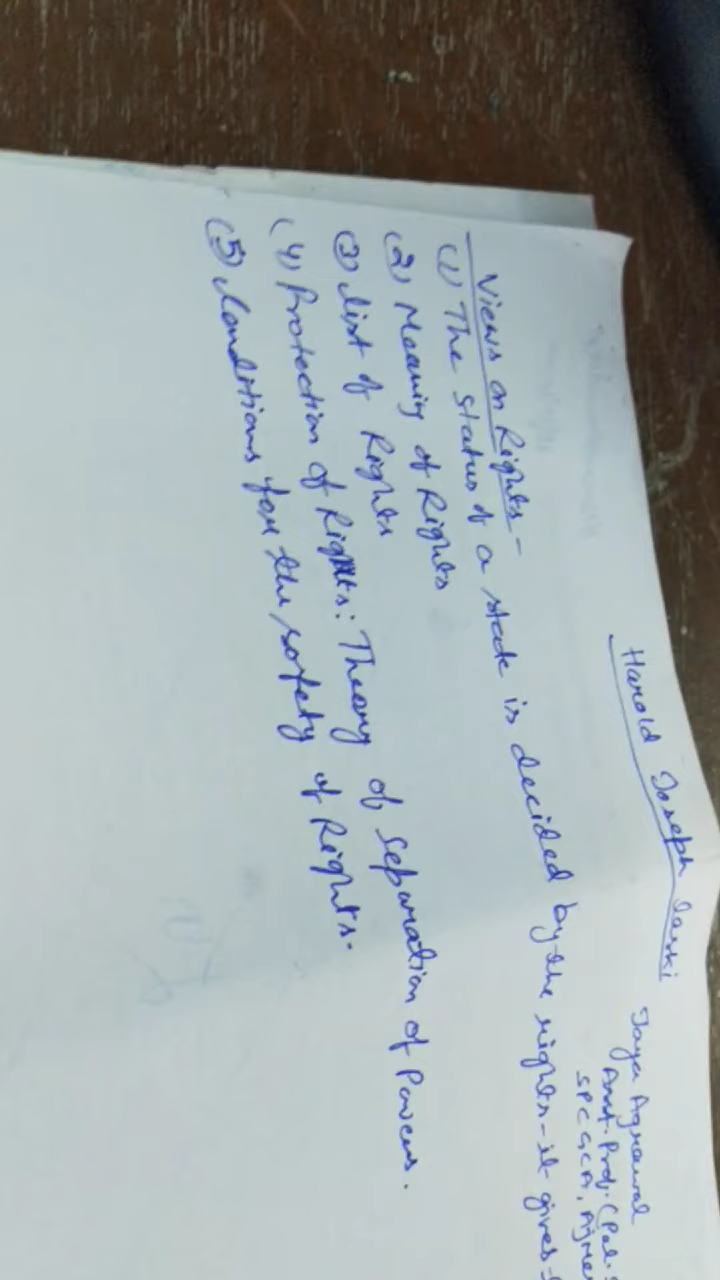 Harold Joseph Laski
Jaya Agrawal
Asst. Prof. (Pol.
SPCGCA, Ajme
Views on Rights -
(1) The status of a state is decided by the rights - it gives -
(2) Meaning of Rights
(3) List of Rights
(4) Protection of Rights: Theory of Separation of Powers.
(5) Conditions for the safety of Rights.